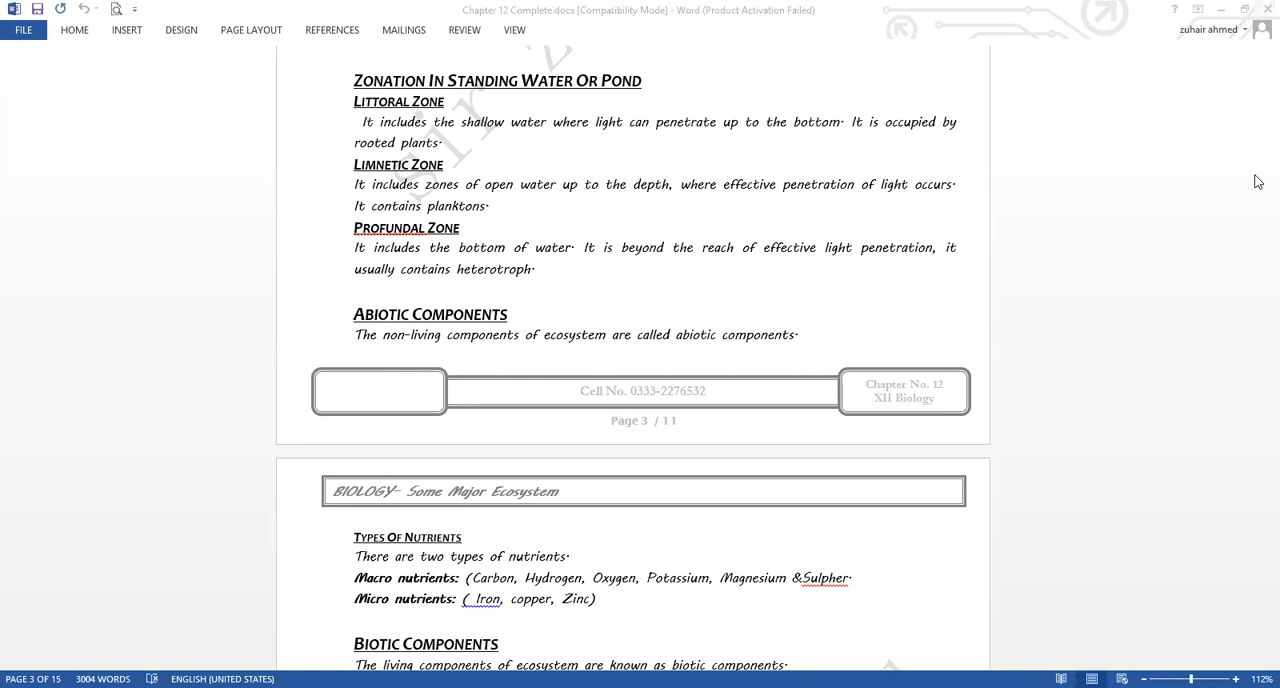 Chapter 12 Complete.docx [Compatibility Mode] - Word (Product Activation Failed)
FILE HOME INSERT DESIGN PAGE LAYOUT REFERENCES MAILINGS REVIEW VIEW
zuhair ahmed
ZONATION IN STANDING WATER OR POND
LITTORAL ZONE
It includes the shallow water where light can penetrate up to the bottom. It is occupied by
rooted plants.
LIMNETIC ZONE
It includes zones of open water up to the depth, where effective penetration of light occurs.
It contains planktons.
PROFUNDAL ZONE
It includes the bottom of water. It is beyond the reach of effective light penetration, it
usually contains heterotroph.
ABIOTIC COMPONENTS
The non-living components of ecosystem are called abiotic components.
Cell No. 0333-2276532
Chapter No. 12
XII Biology
Page 3 / 11
BIOLOGY- Some Major Ecosystem
TYPES OF NUTRIENTS
There are two types of nutrients.
Macro nutrients: (Carbon, Hydrogen, Oxygen, Potassium, Magnesium &Sulpher.
Micro nutrients: ( Iron, copper, Zinc)
BIOTIC COMPONENTS
The living components of ecosystem are known as biotic components.
sir
PAGE 3 OF 15 3004 WORDS ENGLISH (UNITED STATES) 112%